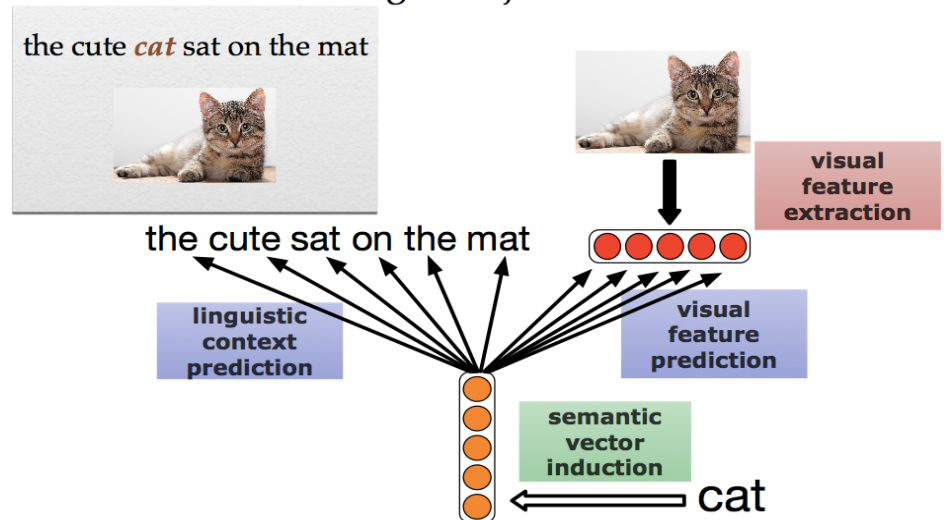 the cute cat sat on the mat
visual
feature
extraction
the cute sat on the mat
linguistic
context
prediction
visual
feature
prediction
semantic
vector
induction
cat